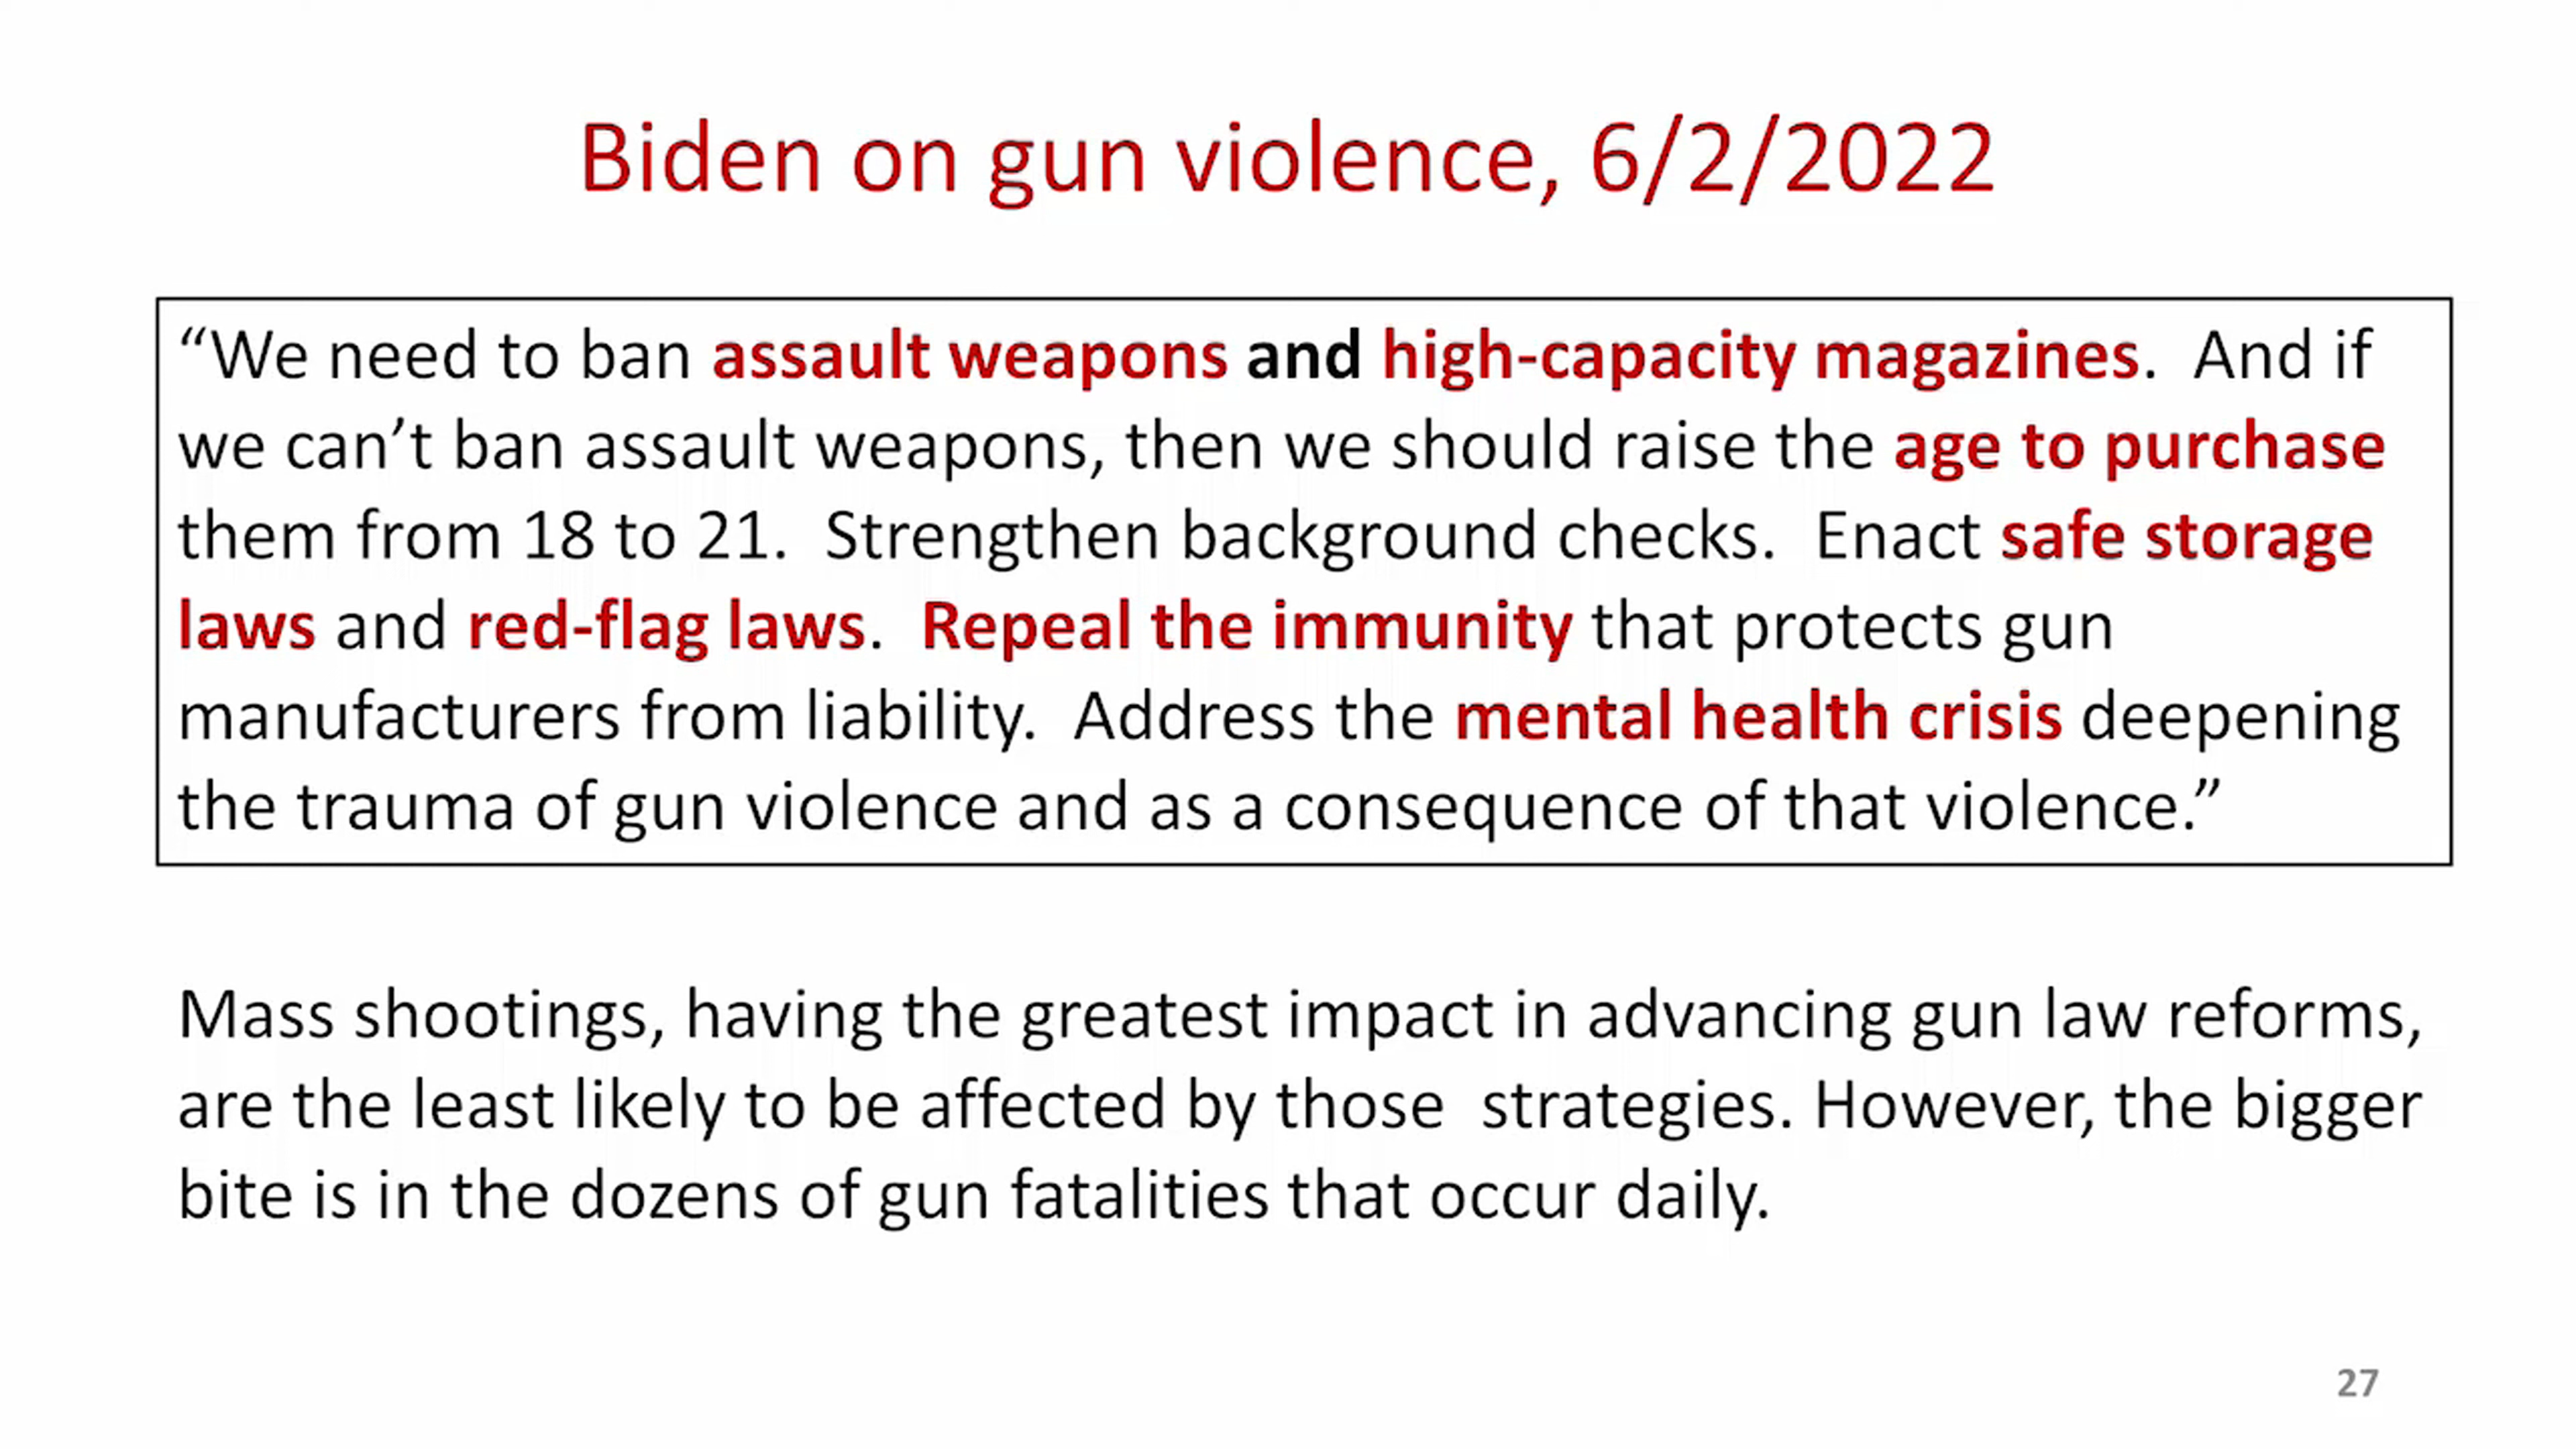 Biden on gun violence, 6/2/2022
“We need to ban assault weapons and high-capacity magazines.  And if
we can’t ban assault weapons, then we should raise the age to purchase
them from 18 to 21.  Strengthen background checks.  Enact safe storage
laws and red-flag laws.  Repeal the immunity that protects gun
manufacturers from liability.  Address the mental health crisis deepening
the trauma of gun violence and as a consequence of that violence.”
Mass shootings, having the greatest impact in advancing gun law reforms,
are the least likely to be affected by those  strategies. However, the bigger
bite is in the dozens of gun fatalities that occur daily.
27